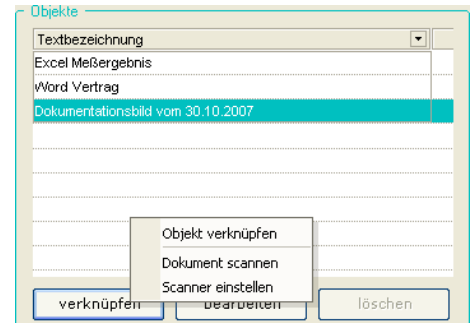 Objekte
Textbezeichnung
Excel Meßergebnis
Word Vertrag
Dokumentationsbild vom 30.10.2007
Objekt verknüpfen
Dokument scannen
Scanner einstellen
verknüpfen bearbeiten löschen